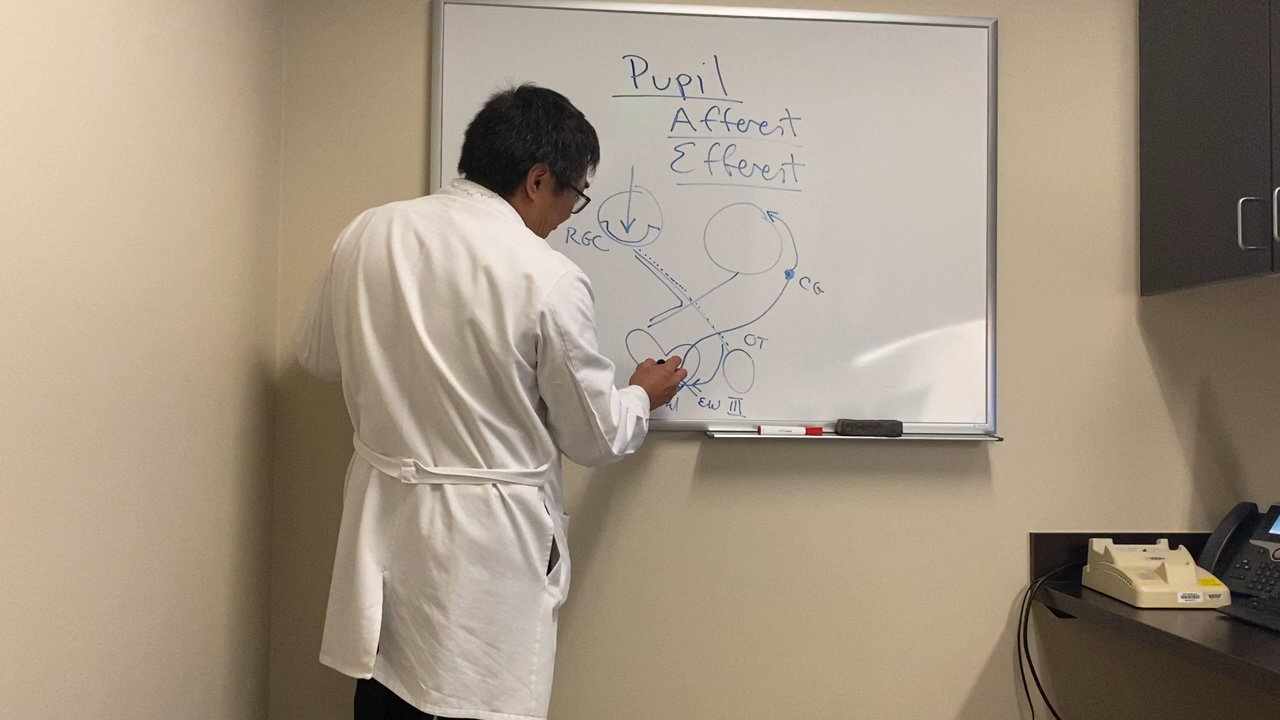 Pupil
Afferent
Efferent
RGC
CG
OT
EW III